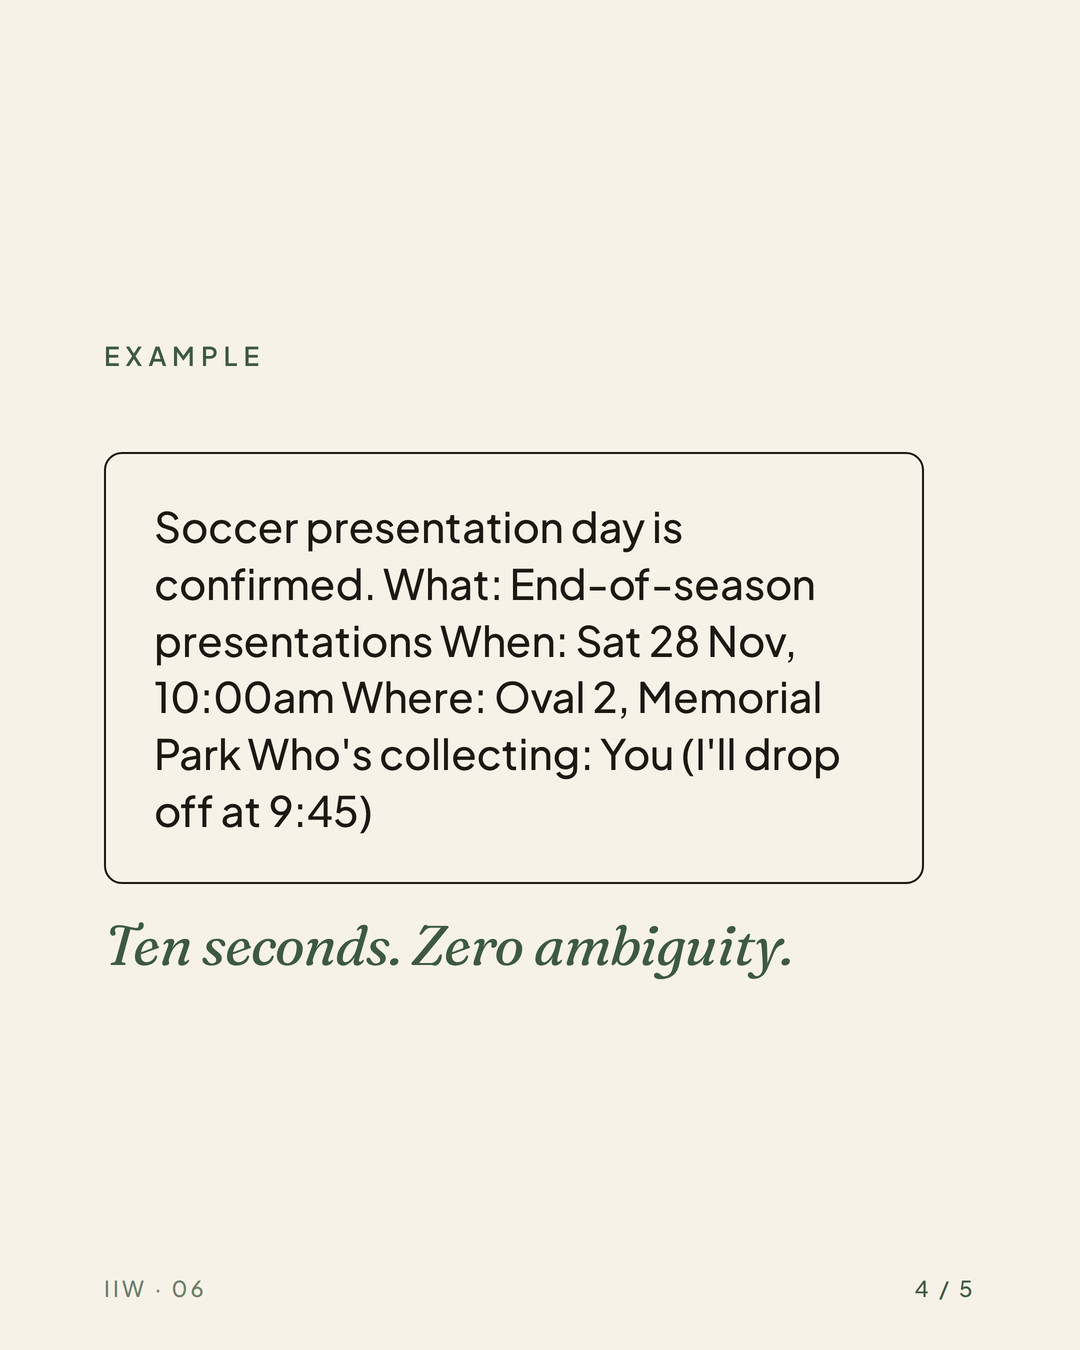 EXAMPLE
Soccer presentation day is
confirmed. What: End-of-season
presentations When: Sat 28 Nov,
10:00am Where: Oval 2, Memorial
Park Who's collecting: You (I'll drop
off at 9:45)
Ten seconds. Zero ambiguity.
IIW · 06
4 / 5